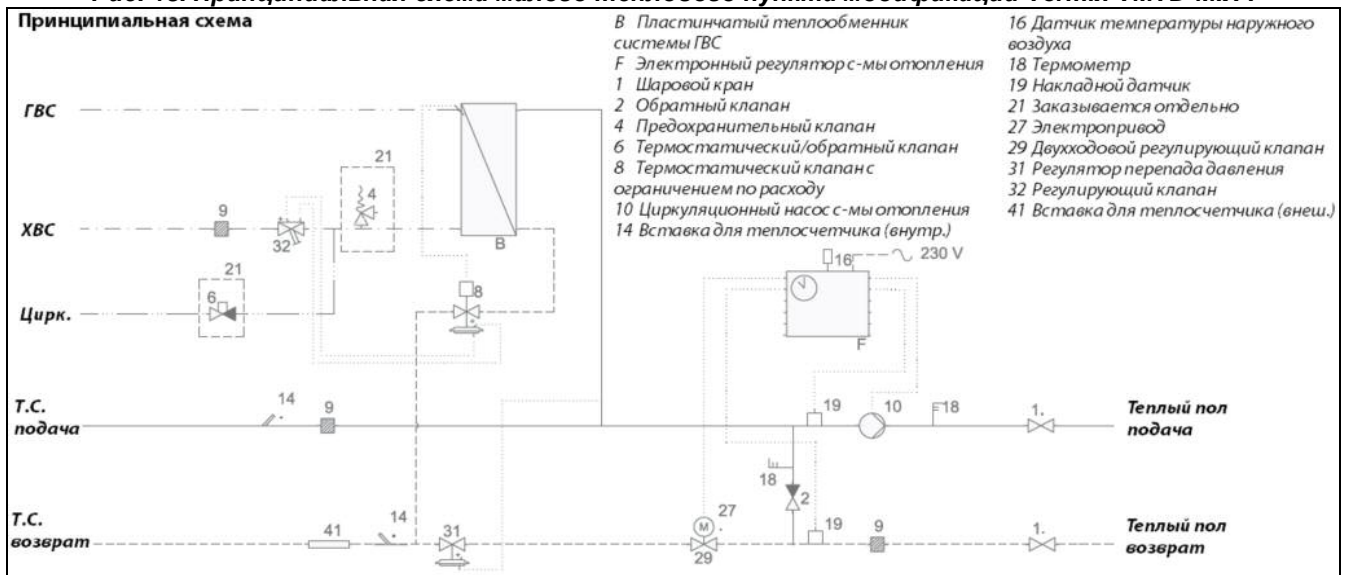 Принципиальная схема
B Пластинчатый теплообменник
системы ГВС
F Электронный регулятор с-мы отопления
1 Шаровой кран
2 Обратный клапан
4 Предохранительный клапан
6 Термостатический/обратный клапан
8 Термостатический клапан с
ограничением по расходу
10 Циркуляционный насос с-мы отопления
14 Вставка для теплосчетчика (внутр.)
16 Датчик температуры наружного
воздуха
18 Термометр
19 Накладной датчик
21 Заказывается отдельно
27 Электропривод
29 Двухходовой регулирующий клапан
31 Регулятор перепада давления
32 Регулирующий клапан
41 Вставка для теплосчетчика (внеш.)
ГВС
21
4
9
ХВС
32
B
21
6
8
Цирк.
16
230 V
F
Т.С.
подача
14
9
19
10
18
1.
Теплый пол
подача
18
2
Т.С.
возврат
41
14
31
27
M
29
19
9
1.
Теплый пол
возврат